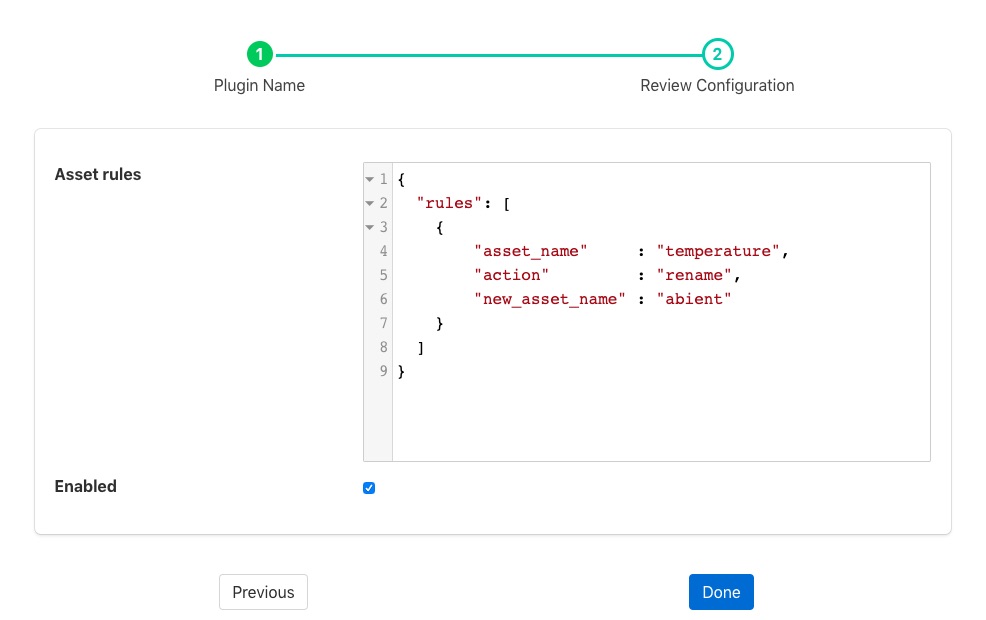 1 2
Plugin Name Review Configuration
Asset rules
1 {
2   "rules": [
3     {
4         "asset_name"     : "temperature",
5         "action"         : "rename",
6         "new_asset_name" : "abient"
7     }
8   ]
9 }
Enabled
Previous Done